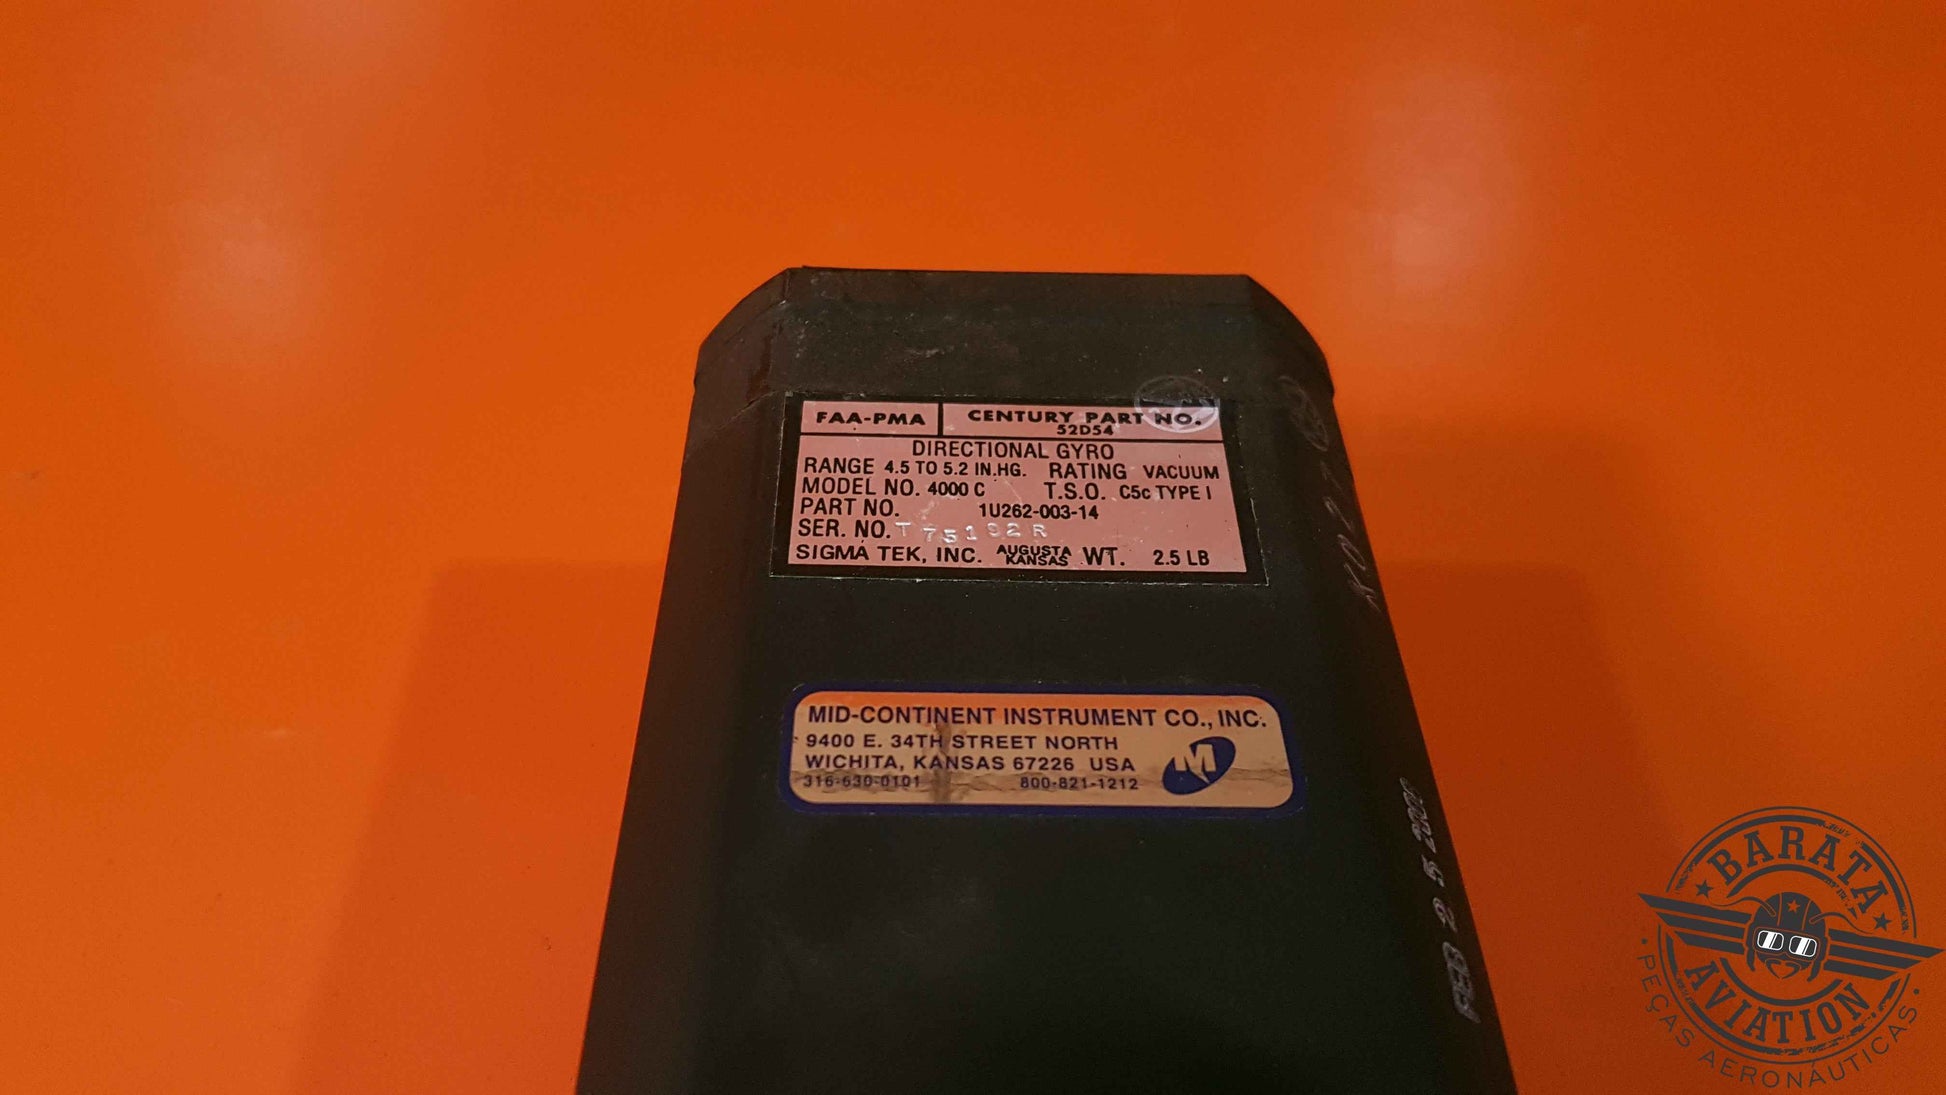 FAA-PMA
CENTURY PART NO.
52D54
DIRECTIONAL GYRO
RANGE 4.5 TO 5.2 IN.HG. RATING VACUUM
MODEL NO. 4000 C T.S.O. C5c TYPE I
PART NO. 1U262-003-14
SER. NO. T 75192R
SIGMA TEK, INC. AUGUSTA KANSAS WT. 2.5 LB
MID-CONTINENT INSTRUMENT CO., INC.
9400 E. 34TH STREET NORTH
WICHITA, KANSAS 67226 USA
316-630-0101 800-821-1212
M
FEB 25
BARATA
AVIATION
PEÇAS AERONÁUTICAS